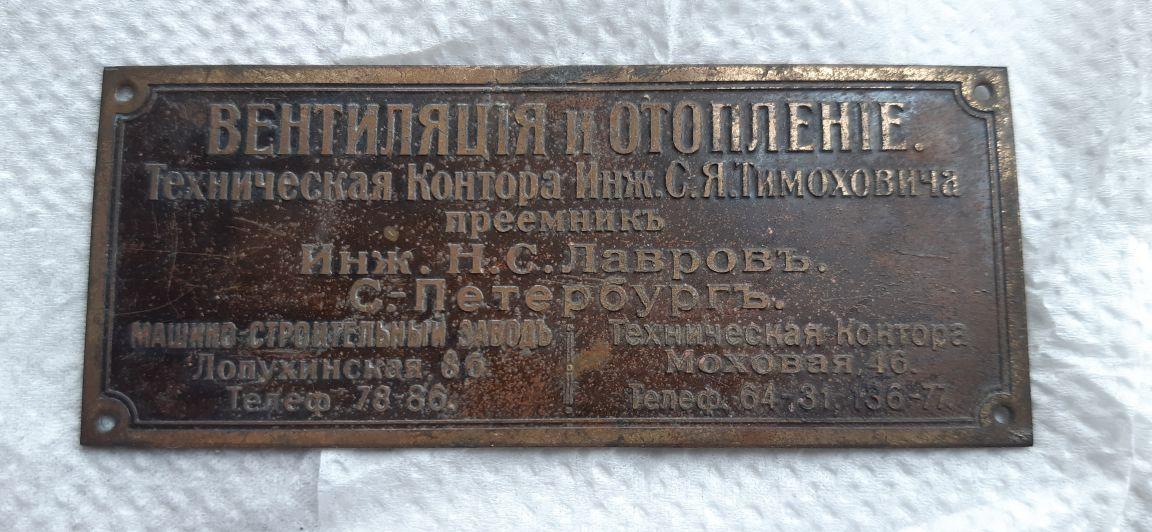 ВЕНТИЛЯЦІЯ и ОТОПЛЕНІЕ.
Техническая Контора Инж. С.Я.Тимоховича
преемникъ
Инж. Н.С.Лавровъ.
С.-Петербургъ.
МАШИНО-СТРОИТЕЛЬНЫЙ ЗАВОДЪ
Лопухинская, 8б.
Телеф. 78-86.
Техническая-Контора
Моховая, 46.
Телеф. 64-31, 136-77.